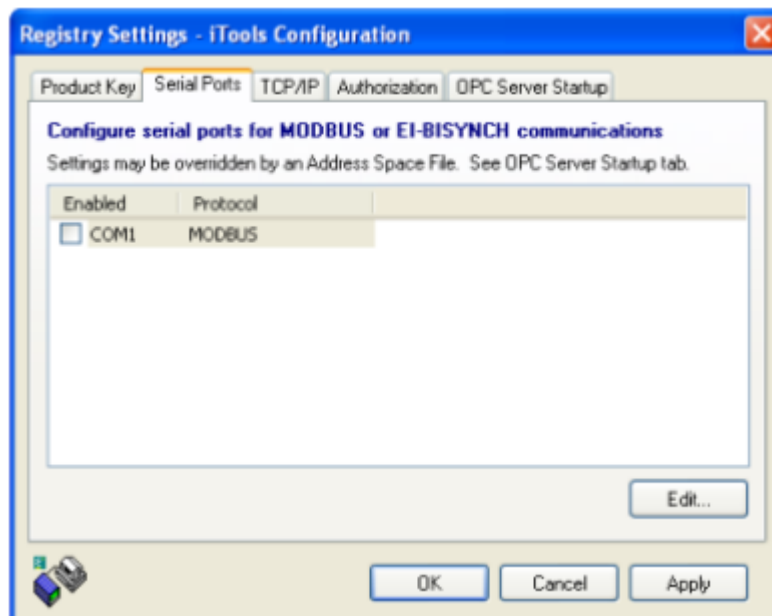 Registry Settings - iTools Configuration
Product Key Serial Ports TCP/IP Authorization OPC Server Startup
Configure serial ports for MODBUS or EI-BISYNCH communications
Settings may be overridden by an Address Space File. See OPC Server Startup tab.
Enabled Protocol
COM1 MODBUS
Edit...
OK Cancel Apply